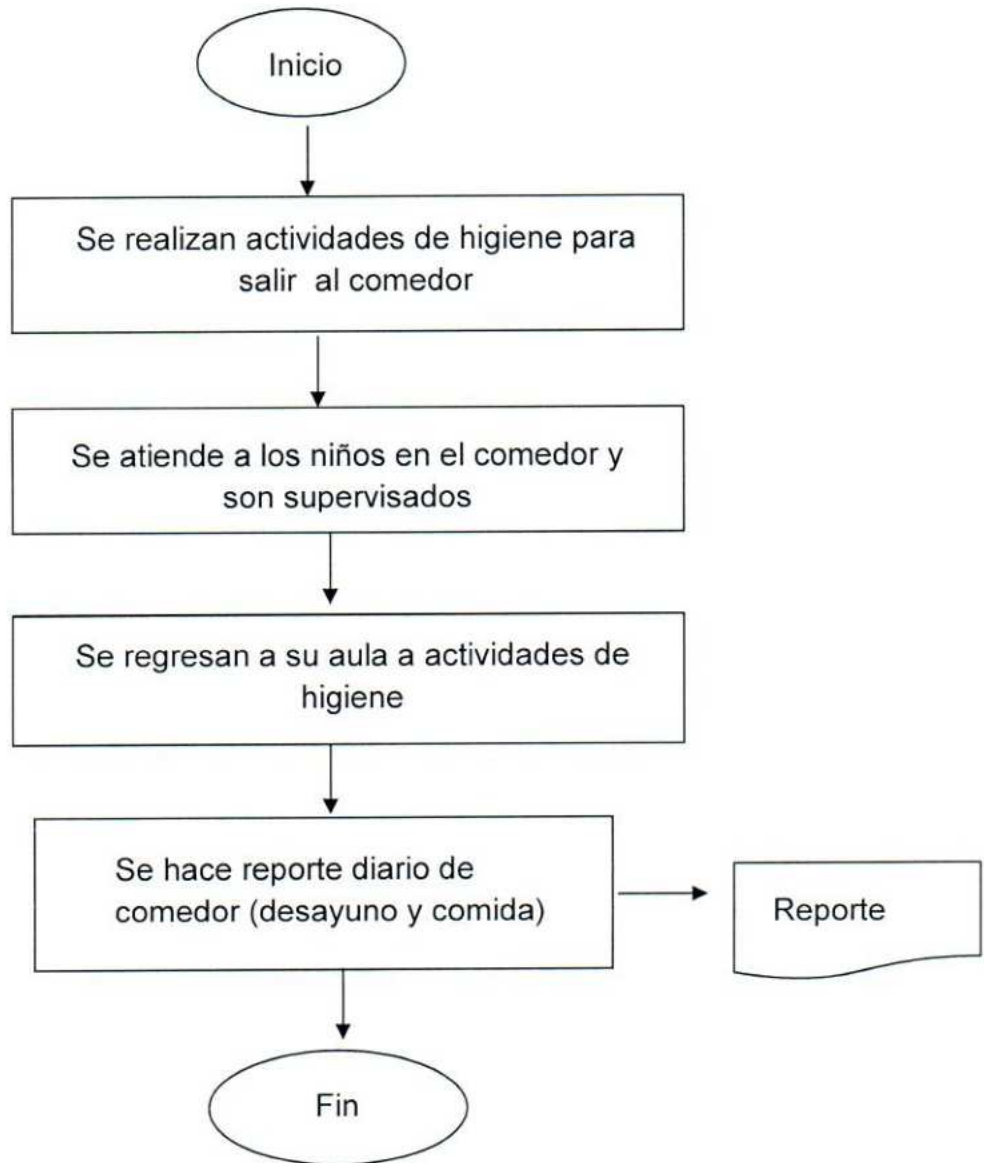 Inicio
Se realizan actividades de higiene para
salir al comedor
Se atiende a los niños en el comedor y
son supervisados
Se regresan a su aula a actividades de
higiene
Se hace reporte diario de
comedor (desayuno y comida)
Reporte
Fin